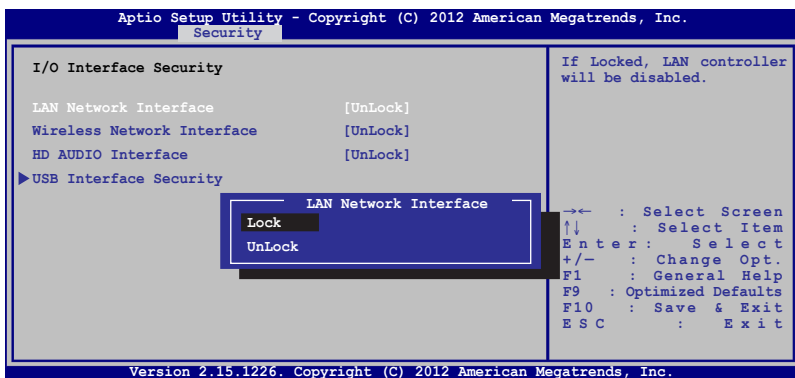 Aptio Setup Utility - Copyright (C) 2012 American Megatrends, Inc.
Security
I/O Interface Security
LAN Network Interface [UnLock]
Wireless Network Interface [UnLock]
HD AUDIO Interface [UnLock]
▶USB Interface Security
LAN Network Interface
Lock
UnLock
If Locked, LAN controller
will be disabled.
→← : Select Screen
↑↓ : Select Item
Enter: Select
+/— : Change Opt.
F1 : General Help
F9 : Optimized Defaults
F10 : Save & Exit
ESC : Exit
Version 2.15.1226. Copyright (C) 2012 American Megatrends, Inc.